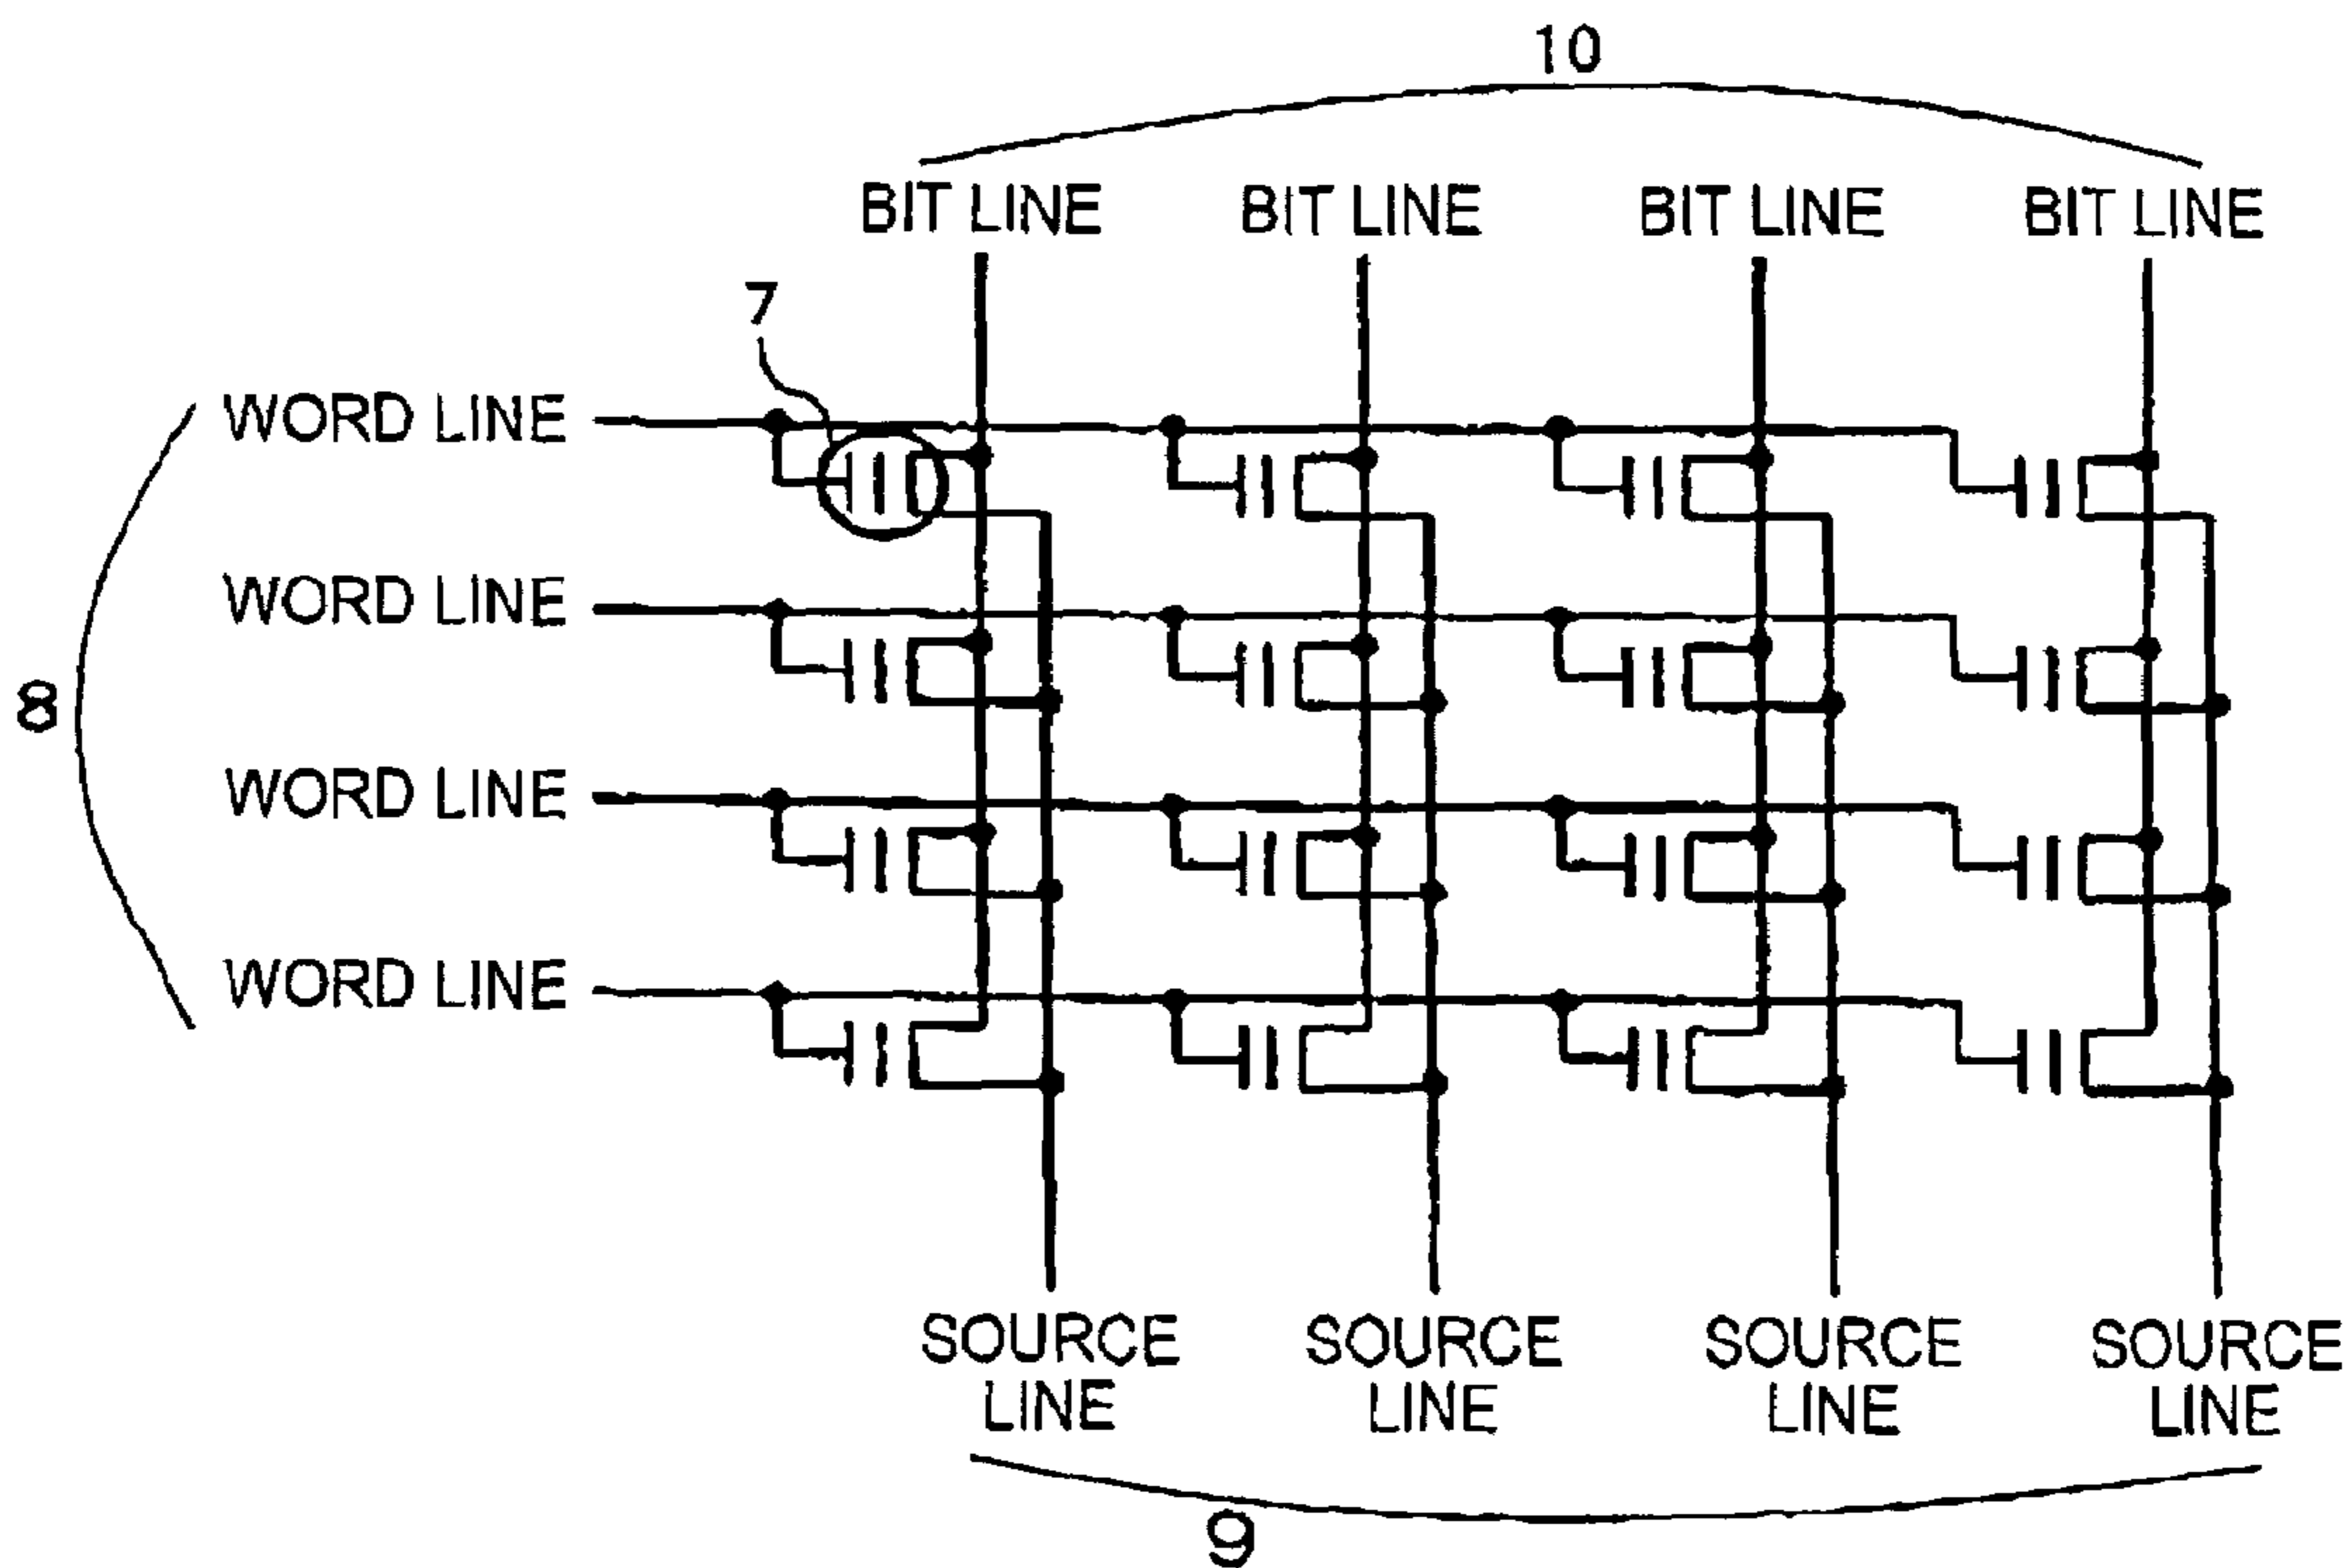 10
BIT LINE BIT LINE BIT LINE BIT LINE
7
WORD LINE
WORD LINE
8
WORD LINE
WORD LINE
SOURCE LINE SOURCE LINE SOURCE LINE SOURCE LINE
9